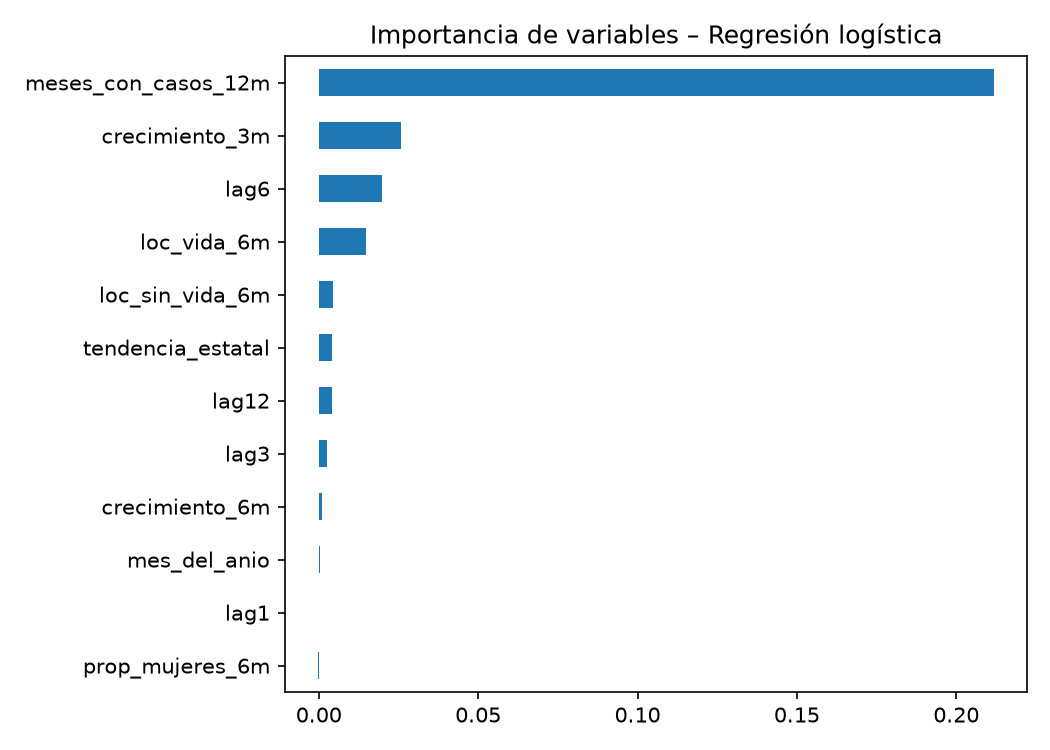 Importancia de variables – Regresión logística
meses_con_casos_12m
crecimiento_3m
lag6
loc_vida_6m
loc_sin_vida_6m
tendencia_estatal
lag12
lag3
crecimiento_6m
mes_del_anio
lag1
prop_mujeres_6m
0.00 0.05 0.10 0.15 0.20